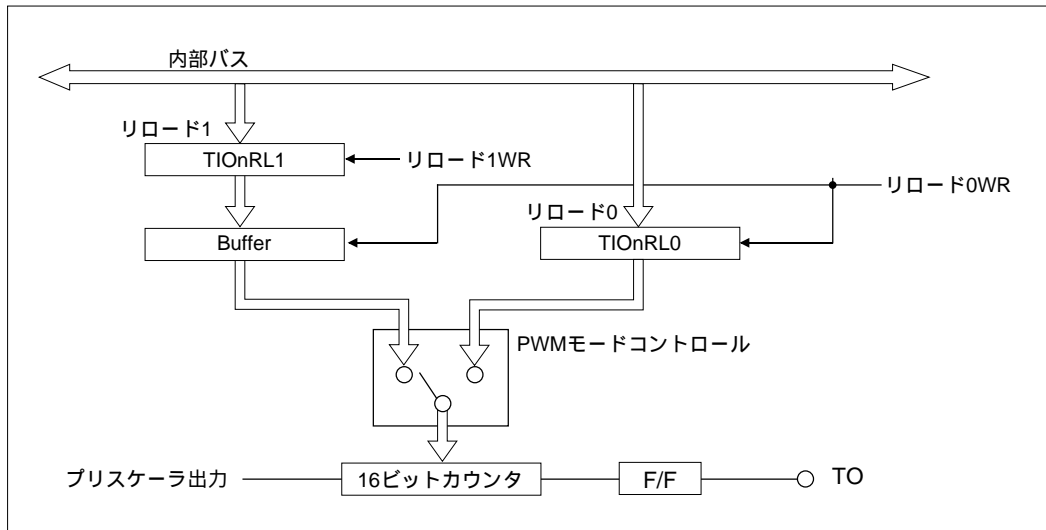 内部バス
リロード1
TIOnRL1
リロード1WR
リロード0WR
リロード0
Buffer
TIOnRL0
PWMモードコントロール
プリスケーラ出力
16ビットカウンタ
F/F
TO